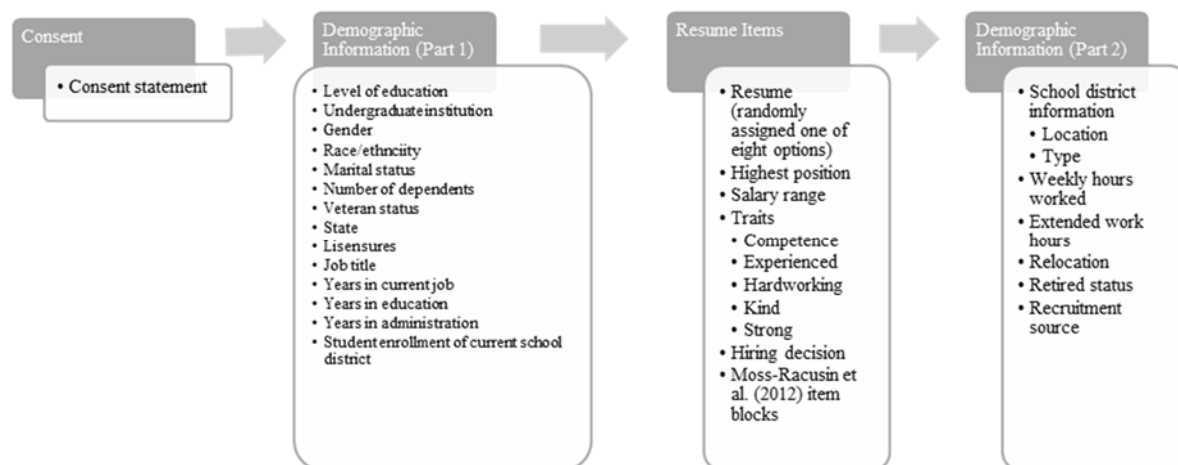 Consent
• Consent statement
Demographic
Information (Part 1)
• Level of education
• Undergraduate institution
• Gender
• Race/ethnciity
• Marital status
• Number of dependents
• Veteran status
• State
• Lisensures
• Job title
• Years in current job
• Years in education
• Years in administration
• Student enrollment of current school
district
Resume Items
• Resume
(randomly
assigned one of
eight options)
• Highest position
• Salary range
• Traits
• Competence
• Experienced
• Hardworking
• Kind
• Strong
• Hiring decision
• Moss-Racusin et
al. (2012) item
blocks
Demographic
Information (Part 2)
• School district
information
• Location
• Type
• Weekly hours
worked
• Extended work
hours
• Relocation
• Retired status
• Recruitment
source